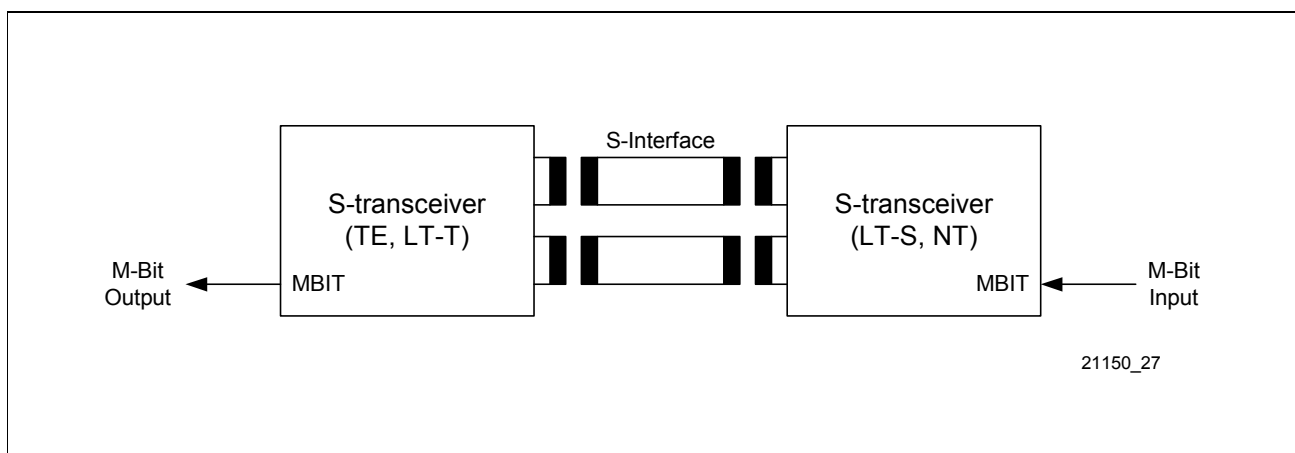 S-Interface
S-transceiver
(TE, LT-T)
S-transceiver
(LT-S, NT)
M-Bit
Output
MBIT
MBIT
M-Bit
Input
21150_27